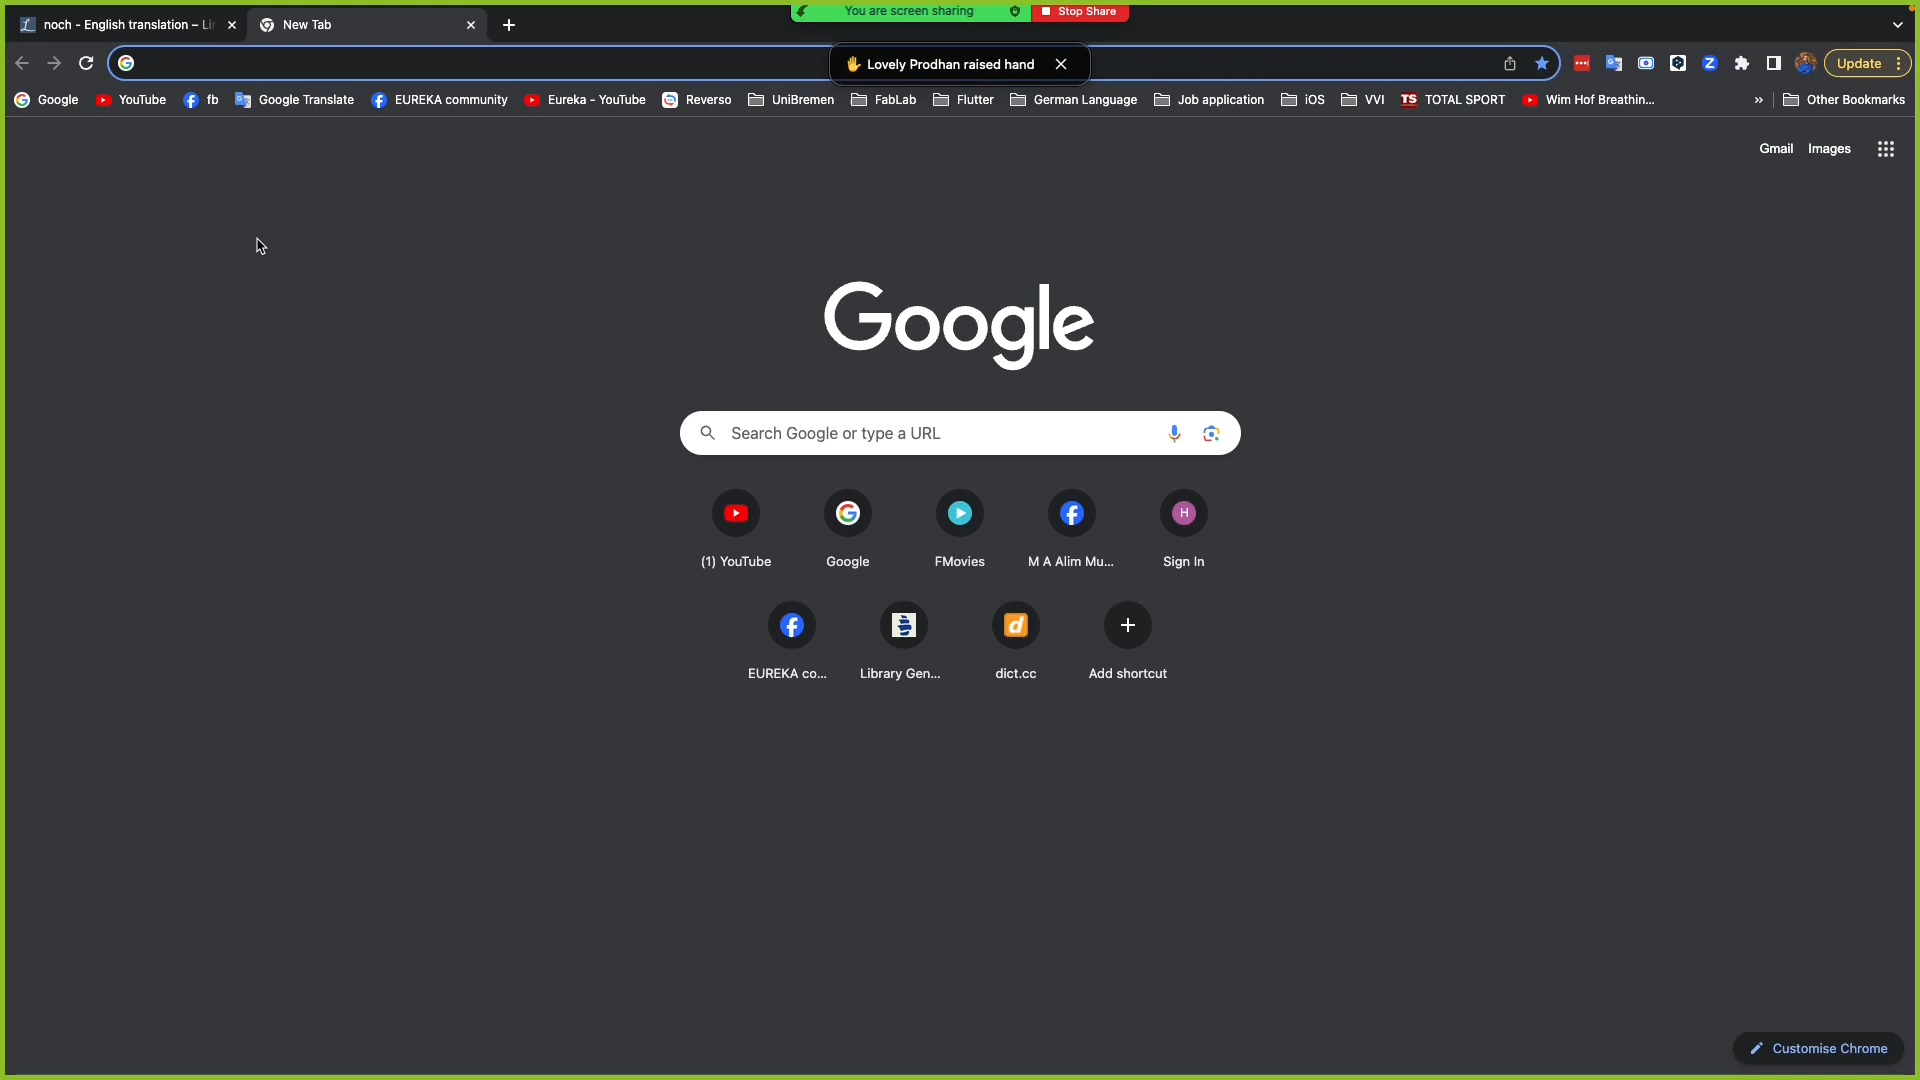 You are screen sharing Stop Share
noch - English translation – Li
New Tab
Lovely Prodhan raised hand
Update
Google YouTube fb Google Translate EUREKA community Eureka - YouTube Reverso UniBremen FabLab Flutter German Language Job application iOS VVI TS TOTAL SPORT Wim Hof Breathin... » Other Bookmarks
Gmail Images
Google
Search Google or type a URL
(1) YouTube Google FMovies M A Alim Mu... Sign In
H
EUREKA co... Library Gen... dict.cc Add shortcut
Customise Chrome